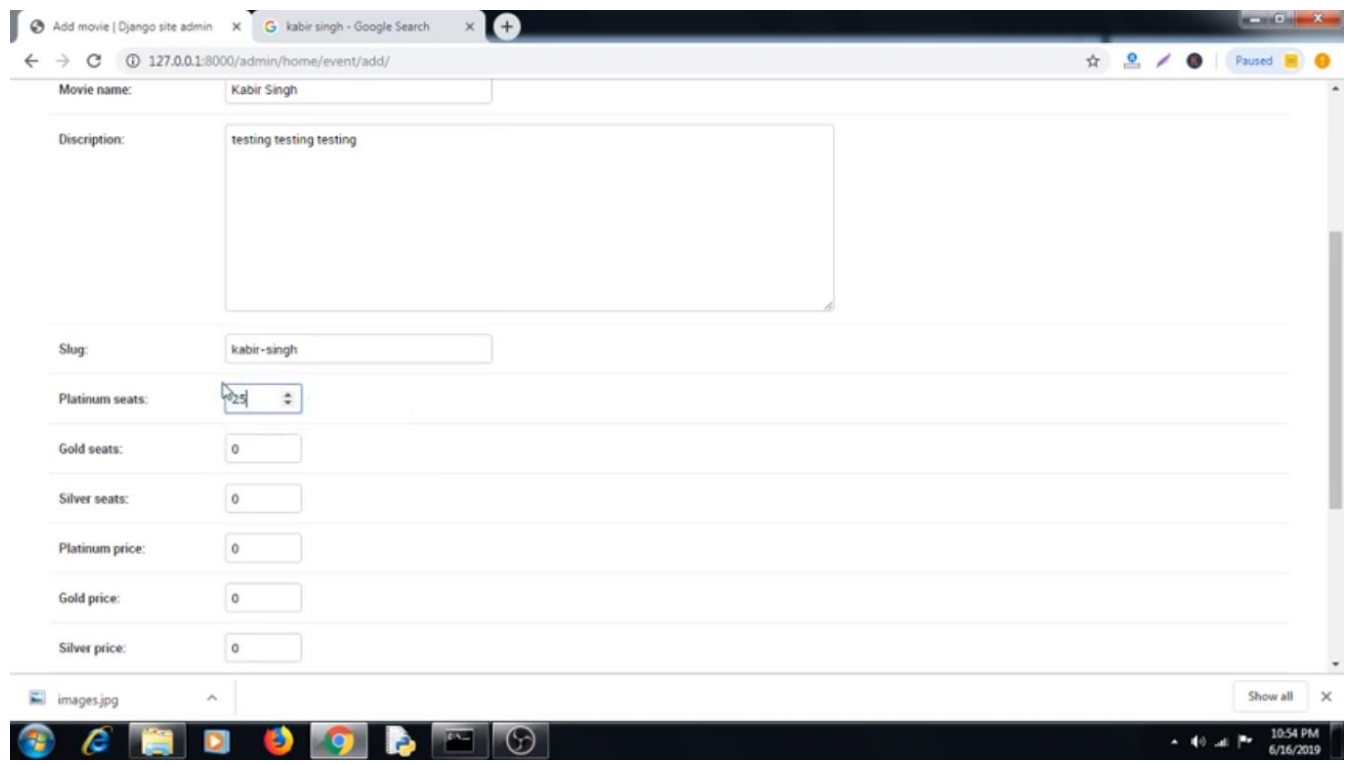 Add movie | Django site admin
kabir singh - Google Search
127.0.0.1:8000/admin/home/event/add/
Paused
Movie name: Kabir Singh
Discription: testing testing testing
Slug: kabir-singh
Platinum seats: 25
Gold seats: 0
Silver seats: 0
Platinum price: 0
Gold price: 0
Silver price: 0
images.jpg
Show all
10:54 PM
6/16/2019